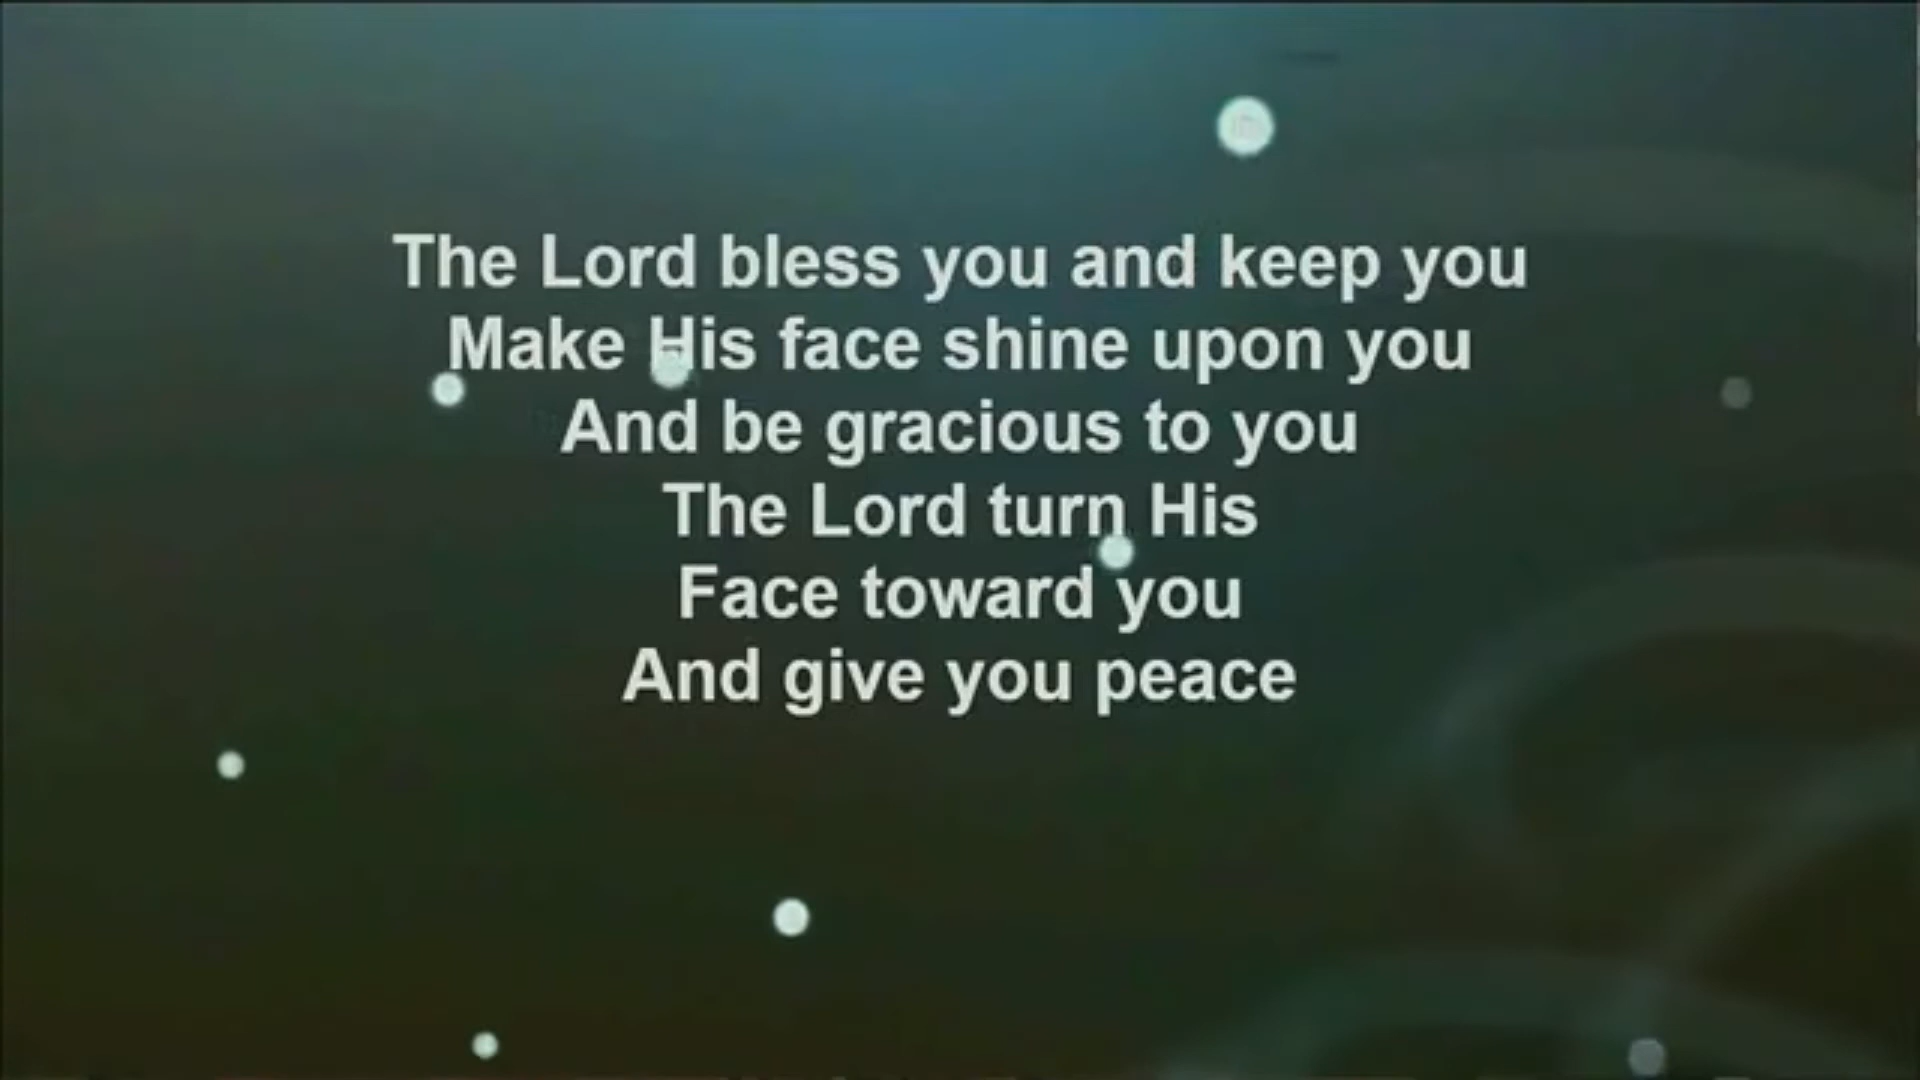 The Lord bless you and keep you
Make His face shine upon you
And be gracious to you
The Lord turn His
Face toward you
And give you peace